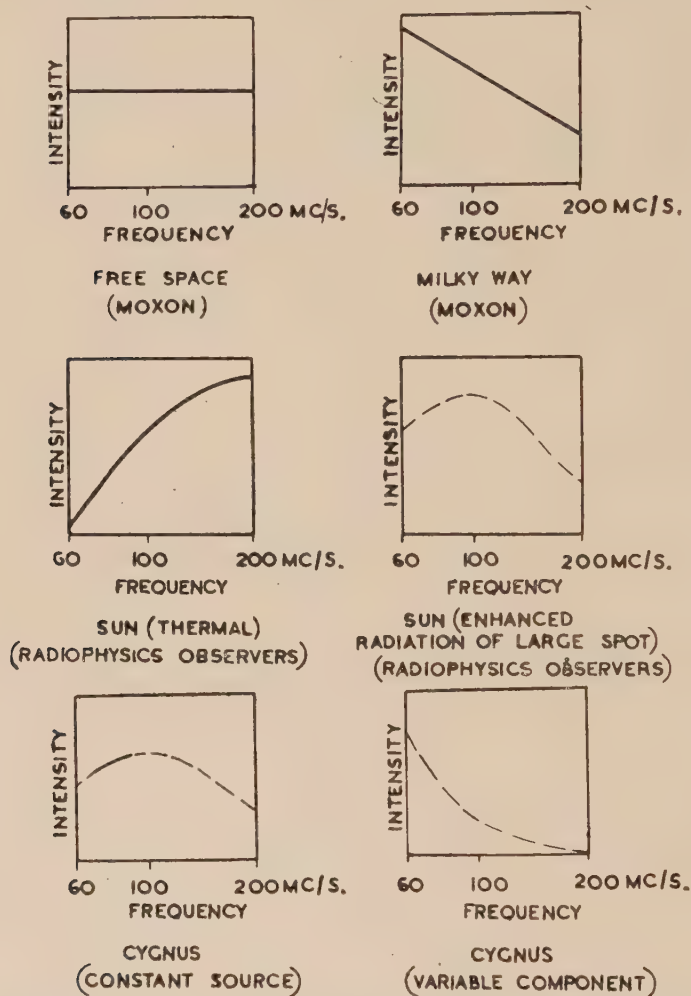 INTENSITY
60 100 200 MC/S.
FREQUENCY
FREE SPACE
(MOXON)
INTENSITY
60 100 200 MC/S.
FREQUENCY
MILKY WAY
(MOXON)
INTENSITY
60 100 200 MC/S.
FREQUENCY
SUN (THERMAL)
(RADIOPHYSICS OBSERVERS)
INTENSITY
60 100 200 MC/S.
FREQUENCY
SUN (ENHANCED
RADIATION OF LARGE SPOT)
(RADIOPHYSICS OBSERVERS)
INTENSITY
60 100 200 MC/S.
FREQUENCY
CYGNUS
(CONSTANT SOURCE)
INTENSITY
60 100 200 MC/S.
FREQUENCY
CYGNUS
(VARIABLE COMPONENT)